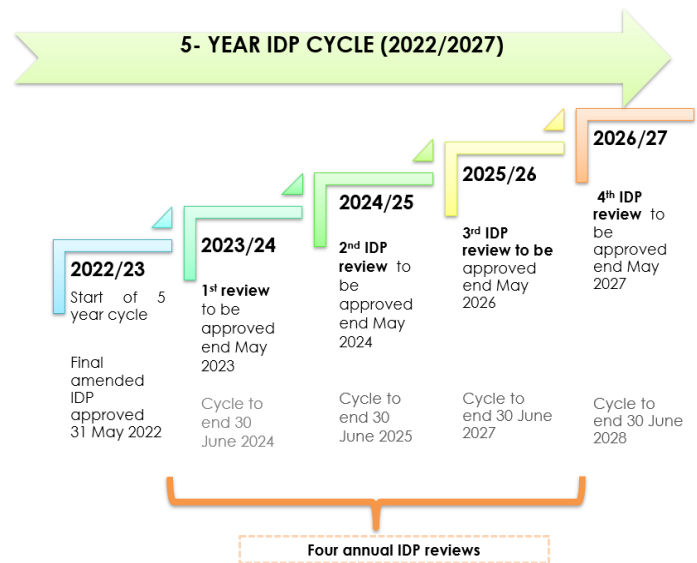 5- YEAR IDP CYCLE (2022/2027)
2022/23
Start of 5
year cycle
Final
amended
IDP
approved
31 May 2022
2023/24
1st review
to be
approved
end May
2023
Cycle to
end 30
June 2024
2024/25
2nd IDP
review to
be
approved
end May
2024
Cycle to
end 30
June 2025
2025/26
3rd IDP
review to be
approved
end May
2026
Cycle to
end 30 June
2027
2026/27
4th IDP
review to
be
approved
end May
2027
Cycle to
end 30 June
2028
Four annual IDP reviews